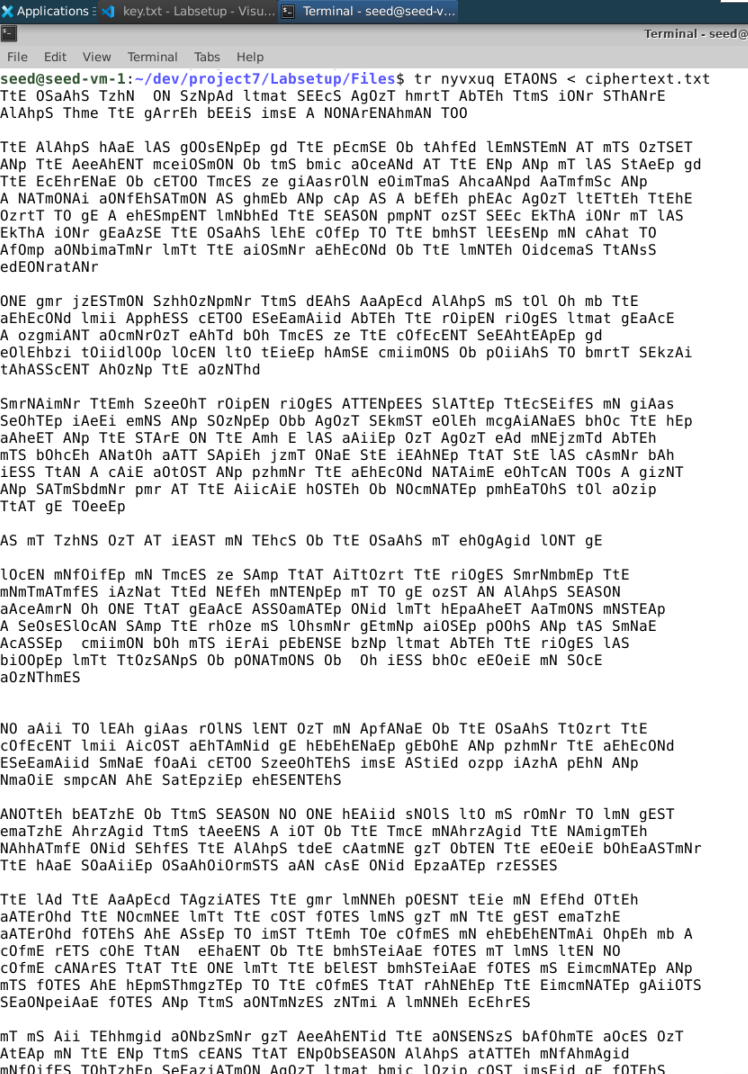 Applications
key.txt - Labsetup - Visu...
Terminal - seed@seed-v...
Terminal - seed@
File Edit View Terminal Tabs Help
seed@seed-vm-1:~/dev/project7/Labsetup/Files$ tr nyvxuq ETAONS < ciphertext.txt
TtE OSaAhS TzhN  ON SzNpAd ltmat SEEcS AgOzT hmrtT AbTEh TtmS iONr SThANrE
AlAhpS Thme TtE gArrEh bEEiS imsE A NONArENAhmAN TOO

TtE AlAhpS hAaE lAS gOOsENpEp gd TtE pEcmSE Ob tAhfEd lEmNSTEmN AT mTS OzTSET
ANp TtE AeeAhENT mceiOSmON Ob tmS bmic aOceANd AT TtE ENp ANp mT lAS StAeEp gd
TtE EcEhrENaE Ob cETOO TmcES ze giAasrOlN eOimTmaS AhcaANpd AaTmfmSc ANp
A NATmONAi aONfEhSATmON AS ghmEb ANp cAp AS A bEfEh phEAc AgOzT ltETtEh TtEhE
OzrtT TO gE A ehESmpENT lmNbhEd TtE SEASON pmpNT ozST SEEc EkThA iONr mT lAS
EkThA iONr gEaAzSE TtE OSaAhS lEhE cOfEp TO TtE bmhST lEEsENp mN cAhat TO
AfOmp aONbimaTmNr lmTt TtE aiOSmNr aEhEcONd Ob TtE lmNTEh OidcemaS TtANsS
edEONratANr

ONE gmr jzESTmON SzhhOzNpmNr TtmS dEAhS AaApEcd AlAhpS mS tOl Oh mb TtE
aEhEcONd lmii ApphESS cETOO ESeEamAiid AbTEh TtE rOipEN riOgES ltmat gEaAcE
A ozgmiANT aOcmNrOzT eAhTd bOh TmcES ze TtE cOfEcENT SeEAhtEApEp gd
eOlEhbzi tOiidlOOp lOcEN ltO tEieEp hAmSE cmiimONS Ob pOiiAhS TO bmrtT SEkzAi
tAhASScENT AhOzNp TtE aOzNThd

SmrNAimNr TtEmh SzeeOhT rOipEN riOgES ATTENpEES SlATtEp TtEcSEifES mN giAas
SeOhTEp iAeEi emNS ANp SOzNpEp Obb AgOzT SEkmST eOlEh mcgAiANaES bhOc TtE hEp
aAheET ANp TtE STArE ON TtE Amh E lAS aAiiEp OzT AgOzT eAd mNEjzmTd AbTEh
mTS bOhcEh ANatOh aATT SApiEh jzmT ONaE StE iEAhNEp TtAT StE lAS cAsmNr bAh
iESS TtAN A cAiE aOtOST ANp pzhmNr TtE aEhEcONd NATAimE eOhTcAN TOOs A gizNT
ANp SATmSbdmNr pmr AT TtE AiicAiE hOSTEh Ob NOcmNATEp pmhEaTOhS tOl aOzip
TtAT gE TOeeEp

AS mT TzhNS OzT AT iEAST mN TEhcS Ob TtE OSaAhS mT ehOgAgid lONT gE

lOcEN mNfOifEp mN TmcES ze SAmp TtAT AiTtOzrt TtE riOgES SmrNmbmEp TtE
mNmTmATmfES iAzNat TtEd NEfEh mNTENpEp mT TO gE ozST AN AlAhpS SEASON
aAceAmrN Oh ONE TtAT gEaAcE ASSOamATEp ONid lmTt hEpaAheET AaTmONS mNSTEAp
A SeOsESlOcAN SAmp TtE rhOze mS lOhsmNr gEtmNp aiOSEp pOOhS ANp tAS SmNaE
AcASSEp  cmiimON bOh mTS iErAi pEbENSE bzNp ltmat AbTEh TtE riOgES lAS
biOOpEp lmTt TtOzSANpS Ob pONATmONS Ob  Oh iESS bhOc eEOeiE mN SOcE
aOzNThmES

NO aAii TO lEAh giAas rOlNS lENT OzT mN ApfANaE Ob TtE OSaAhS TtOzrt TtE
cOfEcENT lmii AicOST aEhTAmNid gE hEbEhENaEp gEbOhE ANp pzhmNr TtE aEhEcONd
ESeEamAiid SmNaE fOaAi cETOO SzeeOhTEhS imsE AStiEd ozpp iAzhA pEhN ANp
NmaOiE smpcAN AhE SatEpziEp ehESENTEhS

ANOTtEh bEATzhE Ob TtmS SEASON NO ONE hEAiid sNOlS ltO mS rOmNr TO lmN gEST
emaTzhE AhrzAgid TtmS tAeeENS A iOT Ob TtE TmcE mNAhrzAgid TtE NAmigmTEh
NAhhATmfE ONid SEhfES TtE AlAhpS tdeE cAatmNE gzT ObTEN TtE eEOeiE bOhEaASTmNr
TtE hAaE SOaAiiEp OSaAhOiOrmSTS aAN cAsE ONid EpzaATEp rzESSES

TtE lAd TtE AaApEcd TAgziATES TtE gmr lmNNEh pOESNT tEie mN EfEhd OTtEh
aATErOhd TtE NOcmNEE lmTt TtE cOST fOTES lmNS gzT mN TtE gEST emaTzhE
aATErOhd fOTEhS AhE ASsEp TO imST TtEmh TOe cOfmES mN ehEbEhENTmAi OhpEh mb A
cOfmE rETS cOhE TtAN  eEhaENT Ob TtE bmhSTeiAaE fOTES mT lmNS ltEN NO
cOfmE cANArES TtAT TtE ONE lmTt TtE bElEST bmhSTeiAaE fOTES mS EimcmNATEp ANp
mTS fOTES AhE hEpmSThmgzTEp TO TtE cOfmES TtAT rAhNEhEp TtE EimcmNATEp gAiiOTS
SEaONpeiAaE fOTES ANp TtmS aONTmNzES zNTmi A lmNNEh EcEhrES

mT mS Aii TEhhmgid aONbzSmNr gzT AeeAhENTid TtE aONSENSzS bAfOhmTE aOcES OzT
AtEAp mN TtE ENp TtmS cEANS TtAT ENpObSEASON AlAhpS atATTEh mNfAhmAgid
mNfOifES TOhTzhEp SeEaziATmON AgOzT ltmat bmic lOzip cOST imsEid gE fOTEhS